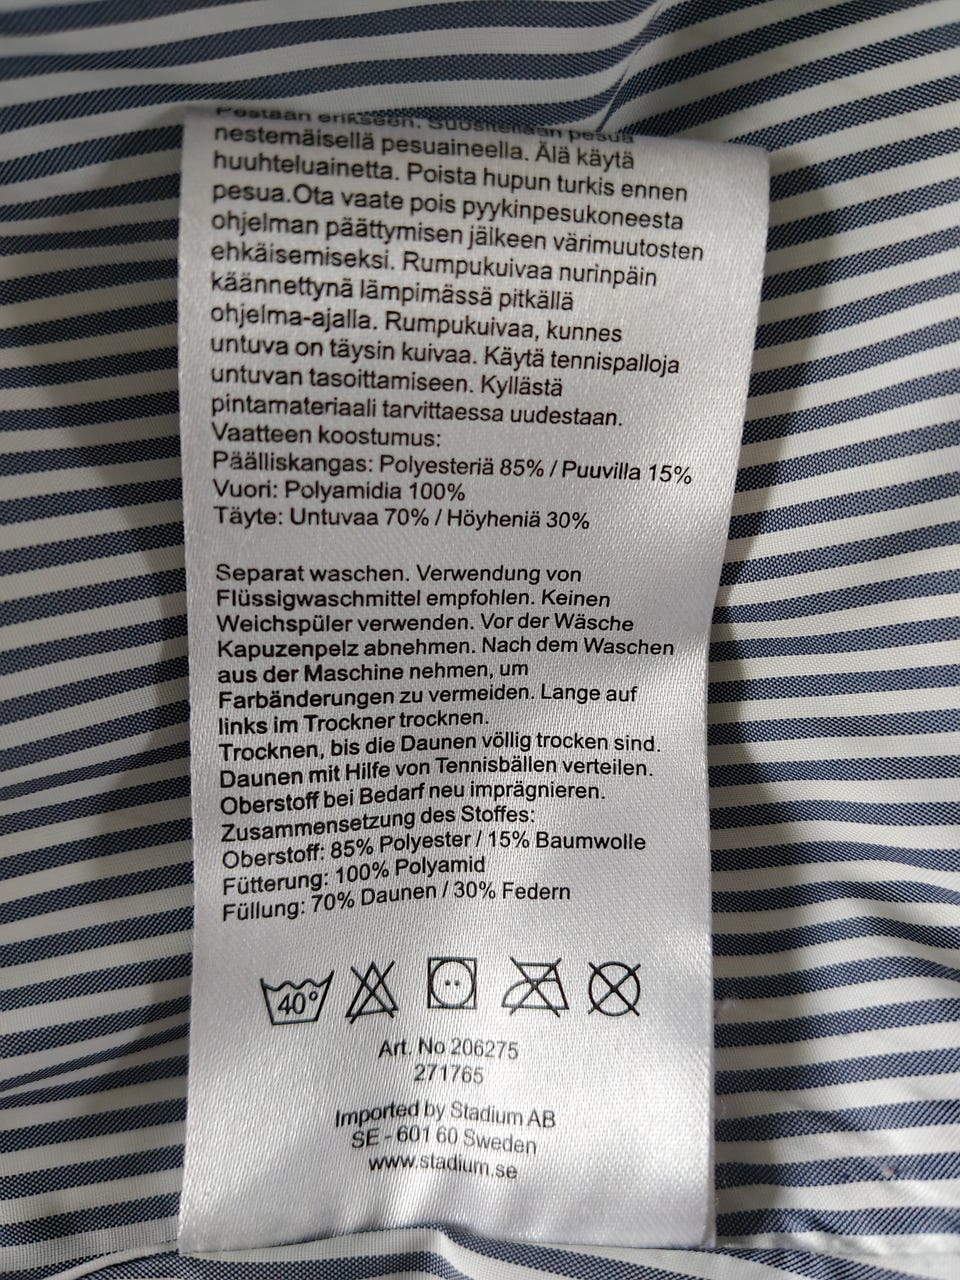 Pestään erikseen. Suositellaan pesua
nestemäisellä pesuaineella. Älä käytä
huuhteluainetta. Poista hupun turkis ennen
pesua.Ota vaate pois pyykinpesukoneesta
ohjelman päättymisen jälkeen värimuutosten
ehkäisemiseksi. Rumpukuivaa nurinpäin
käännettynä lämpimässä pitkällä
ohjelma-ajalla. Rumpukuivaa, kunnes
untuva on täysin kuivaa. Käytä tennispalloja
untuvan tasoittamiseen. Kyllästä
pintamateriaali tarvittaessa uudestaan.
Vaatteen koostumus:
Päälliskangas: Polyesteriä 85% / Puuvilla 15%
Vuori: Polyamidia 100%
Täyte: Untuvaa 70% / Höyheniä 30%
Separat waschen. Verwendung von
Flüssigwaschmittel empfohlen. Keinen
Weichspüler verwenden. Vor der Wäsche
Kapuzenpelz abnehmen. Nach dem Waschen
aus der Maschine nehmen, um
Farbänderungen zu vermeiden. Lange auf
links im Trockner trocknen.
Trocknen, bis die Daunen völlig trocken sind.
Daunen mit Hilfe von Tennisbällen verteilen.
Oberstoff bei Bedarf neu imprägnieren.
Zusammensetzung des Stoffes:
Oberstoff: 85% Polyester / 15% Baumwolle
Fütterung: 100% Polyamid
Füllung: 70% Daunen / 30% Federn
40°
Art. No 206275
271765
Imported by Stadium AB
SE - 601 60 Sweden
www.stadium.se